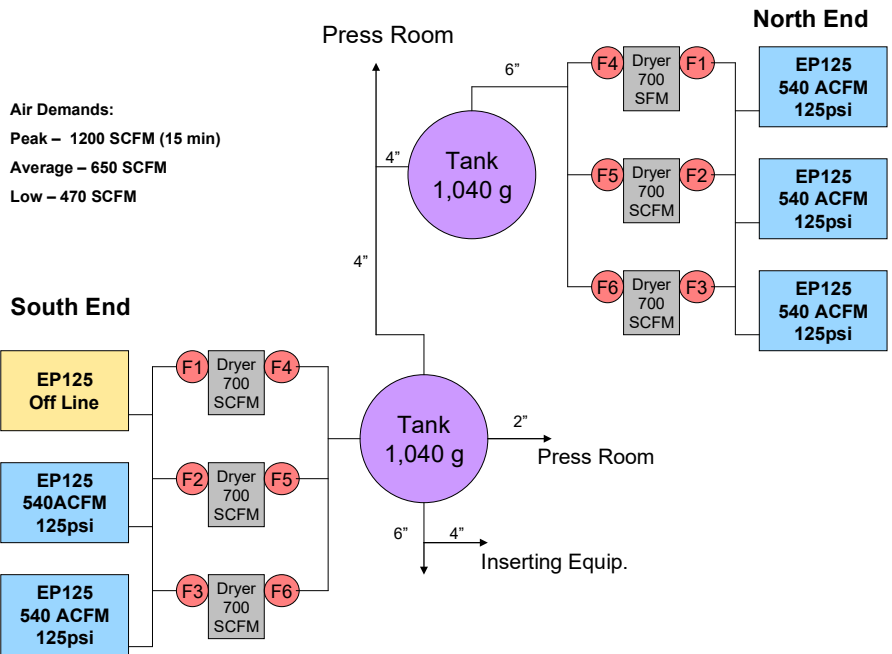 North End
Press Room
Air Demands:
Peak – 1200 SCFM (15 min)
Average – 650 SCFM
Low – 470 SCFM
4”
Tank
1,040 g
6”
F4
Dryer
700
SFM
F1
EP125
540 ACFM
125psi
F5
Dryer
700
SCFM
F2
EP125
540 ACFM
125psi
F6
Dryer
700
SCFM
F3
EP125
540 ACFM
125psi
4”
South End
EP125
Off Line
F1
Dryer
700
SCFM
F4
EP125
540ACFM
125psi
F2
Dryer
700
SCFM
F5
EP125
540 ACFM
125psi
F3
Dryer
700
SCFM
F6
Tank
1,040 g
2”
Press Room
6”
4”
Inserting Equip.